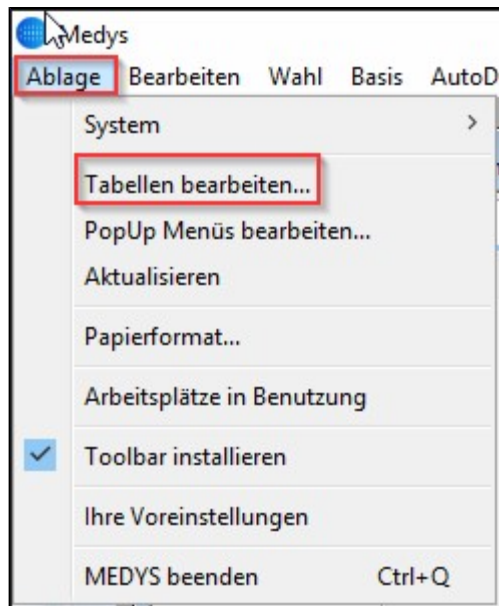 Medys
Ablage Bearbeiten Wahl Basis AutoD
System >
Tabellen bearbeiten...
PopUp Menüs bearbeiten...
Aktualisieren
Papierformat...
Arbeitsplätze in Benutzung
Toolbar installieren
Ihre Voreinstellungen
MEDYS beenden Ctrl+Q